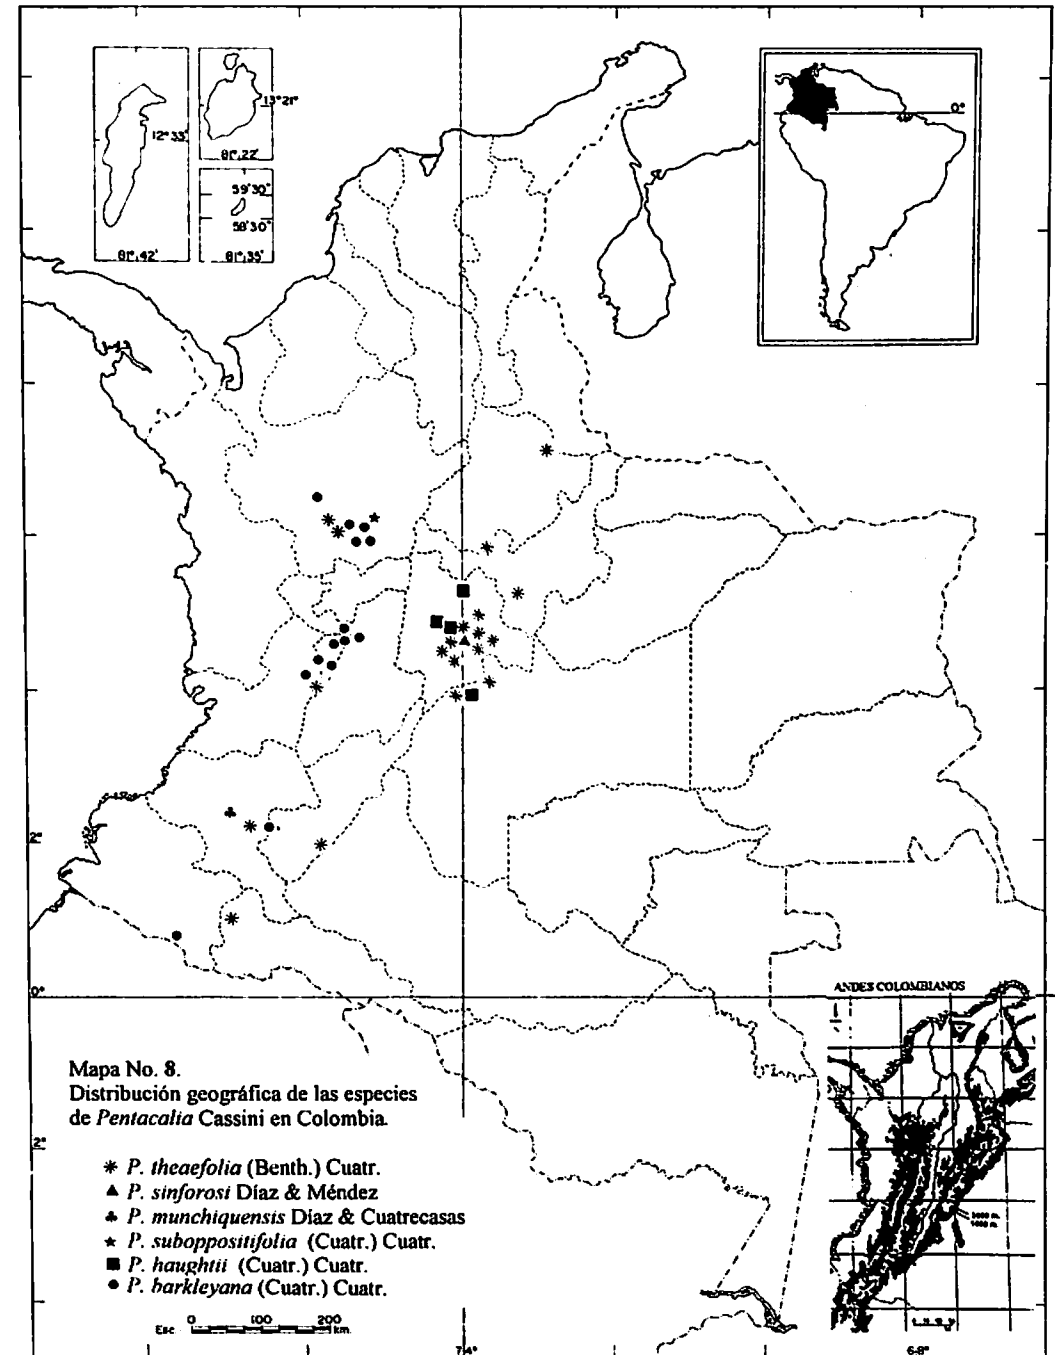 12°33'
81°,42'
13°21'
81°,22'
59'30"
58'30"
81°,35'
0°
2°
0°
2°
ANDES COLOMBIANOS
Mapa No. 8.
Distribución geográfica de las especies
de Pentacalia Cassini en Colombia.
P. theaefolia (Benth.) Cuatr.
P. sinforosi Díaz & Méndez
P. munchiquensis Díaz & Cuatrecasas
P. suboppositifolia (Cuatr.) Cuatr.
P. haughtii (Cuatr.) Cuatr.
P. barkleyana (Cuatr.) Cuatr.
Esc 0 100 200 km.
74°